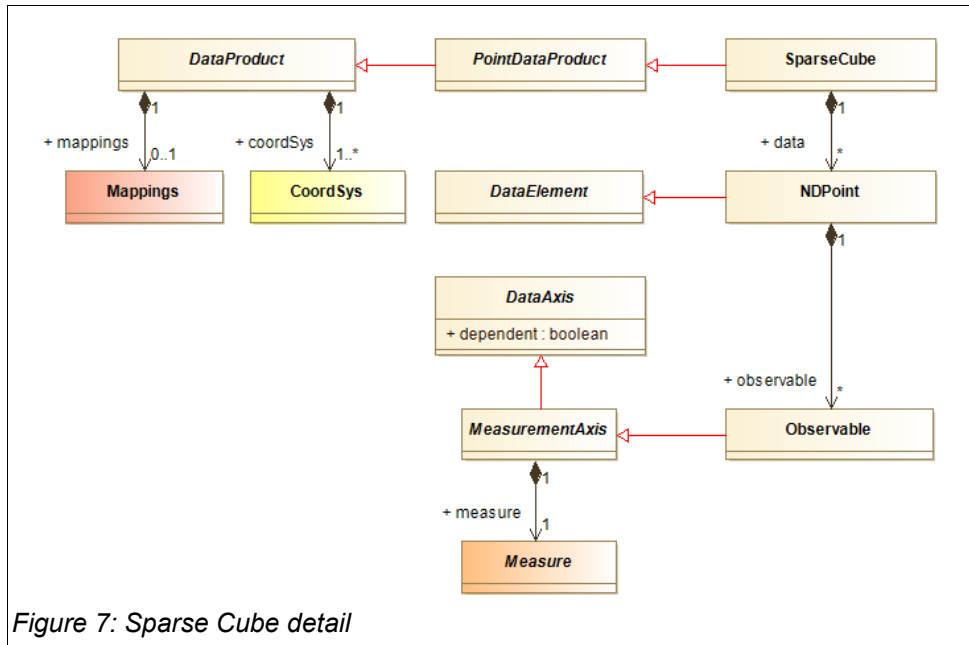 DataProduct
PointDataProduct
SparseCube
1
1
1
+ mappings
+ coordSys
+ data
0..1
1..*
*
Mappings
CoordSys
DataElement
NDPoint
1
DataAxis
+ dependent : boolean
+ observable
*
MeasurementAxis
Observable
1
+ measure
1
Measure
Figure 7: Sparse Cube detail